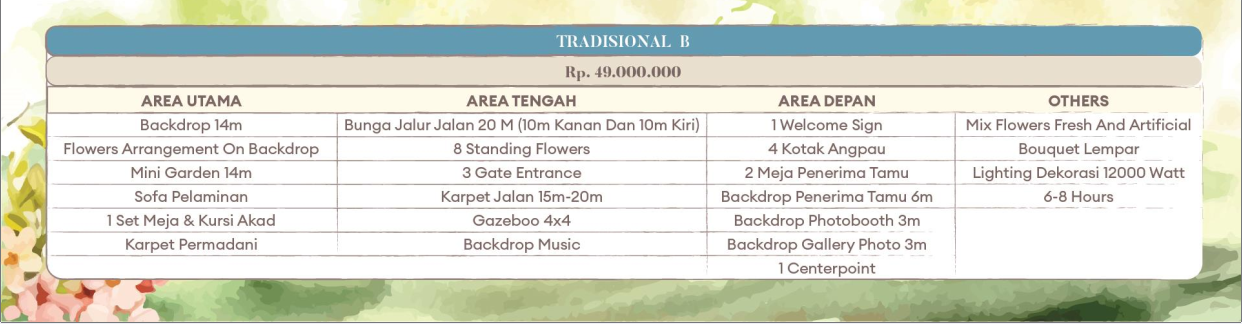 TRADISIONAL B
Rp. 49.000.000
AREA UTAMA AREA TENGAH AREA DEPAN OTHERS
Backdrop 14m Bunga Jalur Jalan 20 M (10m Kanan Dan 10m Kiri) 1 Welcome Sign Mix Flowers Fresh And Artificial
Flowers Arrangement On Backdrop 8 Standing Flowers 4 Kotak Angpau Bouquet Lempar
Mini Garden 14m 3 Gate Entrance 2 Meja Penerima Tamu Lighting Dekorasi 12000 Watt
Sofa Pelaminan Karpet Jalan 15m-20m Backdrop Penerima Tamu 6m 6-8 Hours
1 Set Meja & Kursi Akad Gazeboo 4x4 Backdrop Photobooth 3m
Karpet Permadani Backdrop Music Backdrop Gallery Photo 3m
1 Centerpoint